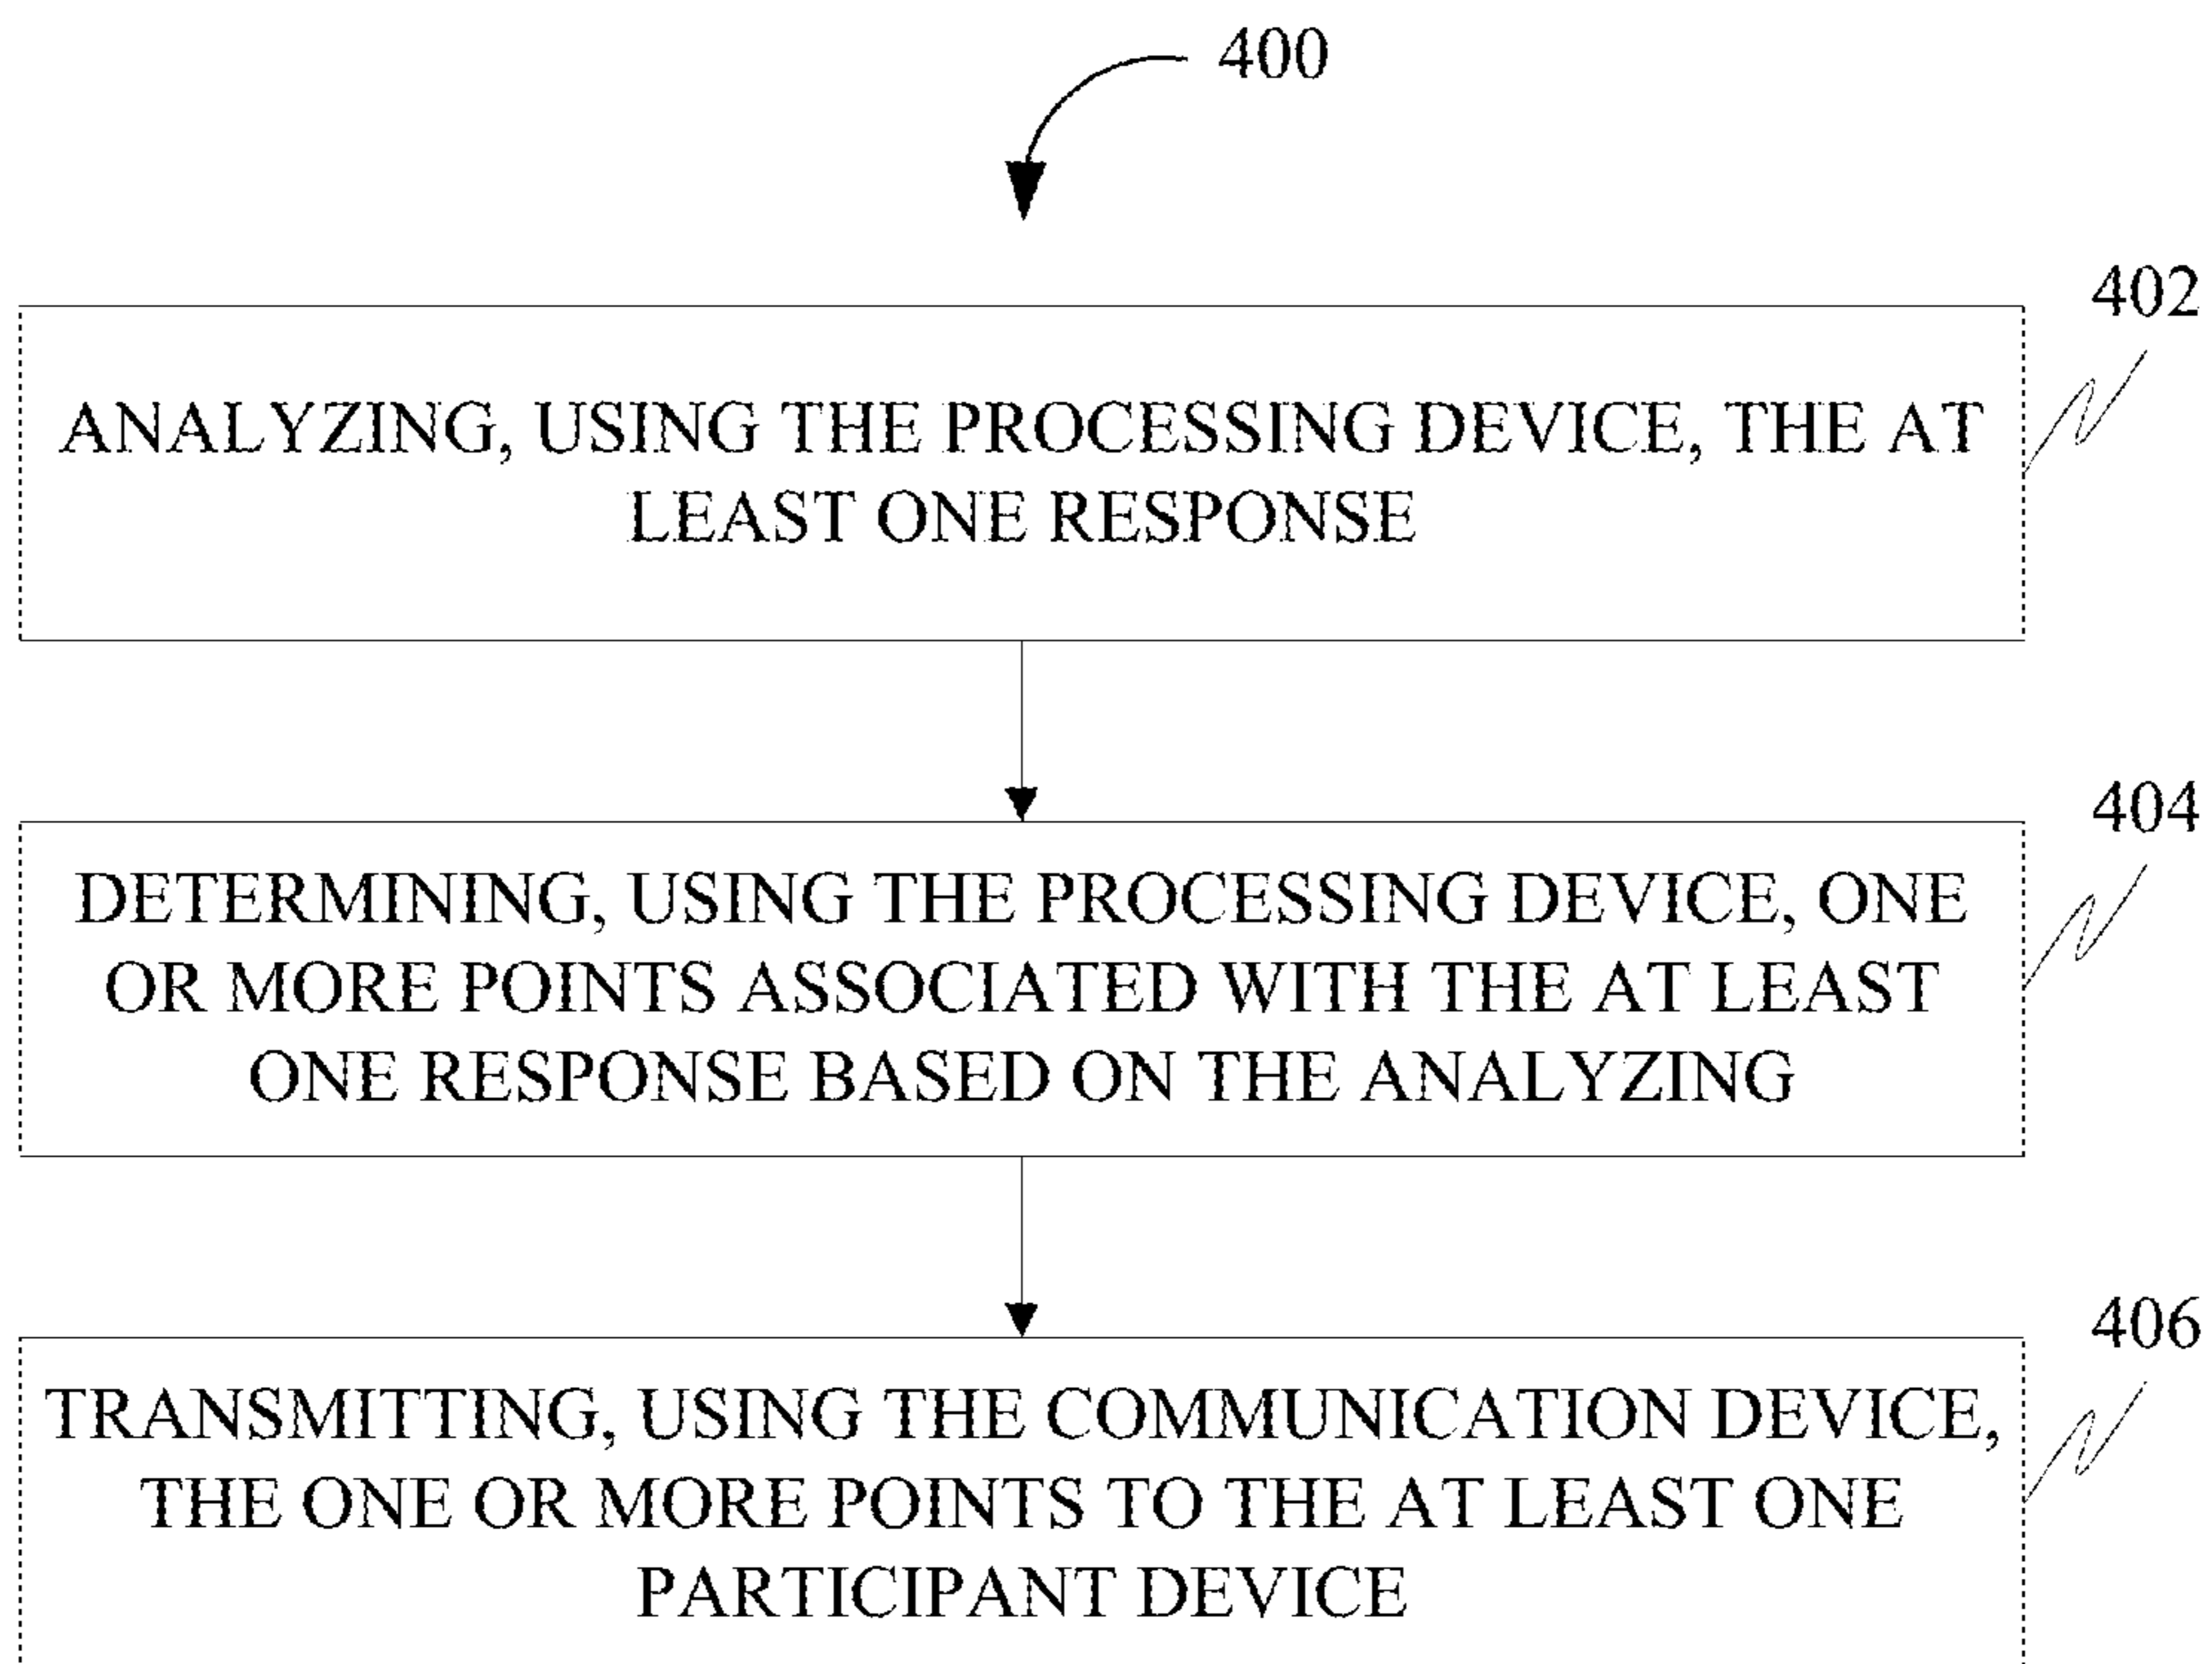 400
402
ANALYZING, USING THE PROCESSING DEVICE, THE AT
LEAST ONE RESPONSE
404
DETERMINING, USING THE PROCESSING DEVICE, ONE
OR MORE POINTS ASSOCIATED WITH THE AT LEAST
ONE RESPONSE BASED ON THE ANALYZING
406
TRANSMITTING, USING THE COMMUNICATION DEVICE,
THE ONE OR MORE POINTS TO THE AT LEAST ONE
PARTICIPANT DEVICE